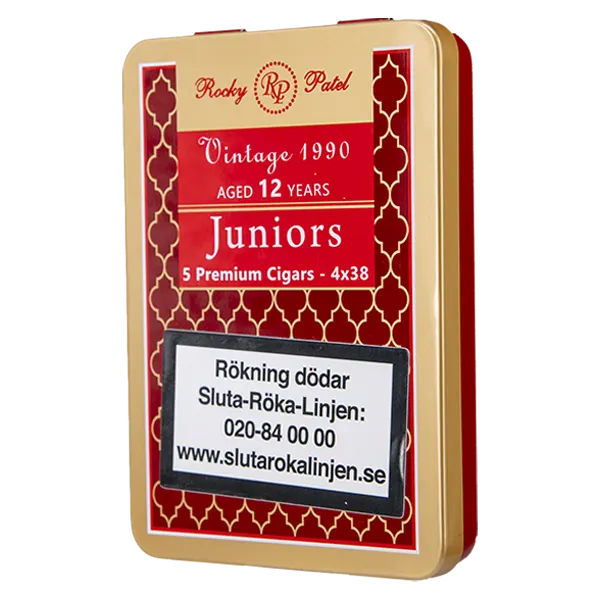 Rocky RP Patel
Vintage 1990
AGED 12 YEARS
Juniors
5 Premium Cigars - 4x38
Rökning dödar
Sluta-Röka-Linjen:
020-84 00 00
www.slutarokalinjen.se